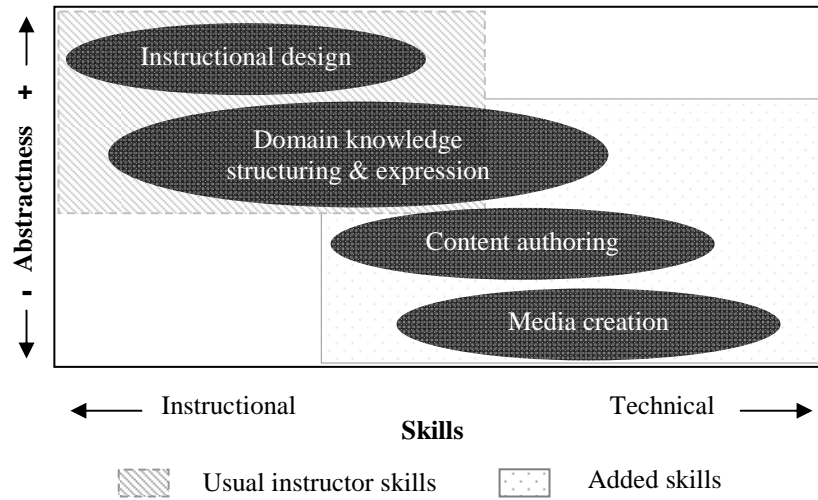 Instructional design
Domain knowledge
structuring & expression
Content authoring
Media creation
- Abstractness +
Instructional
Technical
Skills
Usual instructor skills
Added skills